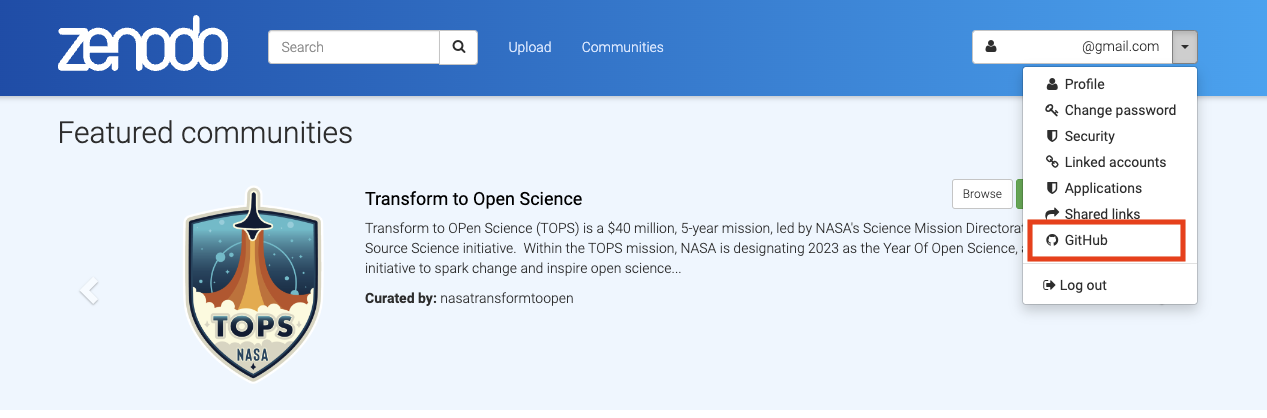 zenodo
Search
Upload
Communities
@gmail.com
Profile
Change password
Security
Linked accounts
Applications
Shared links
GitHub
Log out
Featured communities
Transform to Open Science
Browse
Transform to OPen Science (TOPS) is a $40 million, 5-year mission, led by NASA's Science Mission
Source Science initiative. Within the TOPS mission, NASA is designating 2023 as the Year Of Open Science,
initiative to spark change and inspire open science...
Curated by: nasatransformtoopen
TOPS
NASA